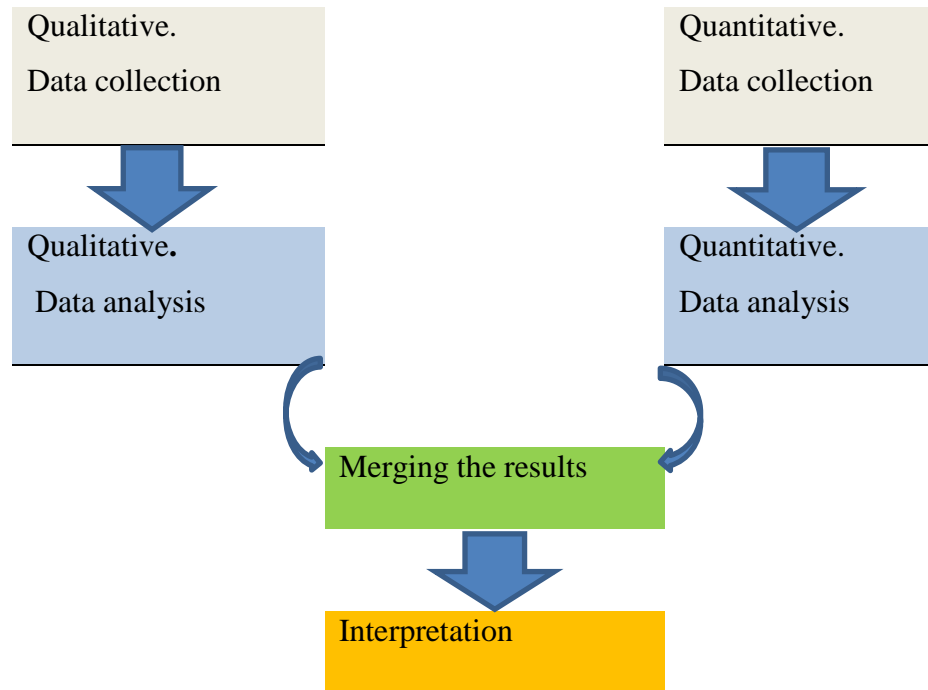 Qualitative.
Data collection
Quantitative.
Data collection
Qualitative.
Data analysis
Quantitative.
Data analysis
Merging the results
Interpretation